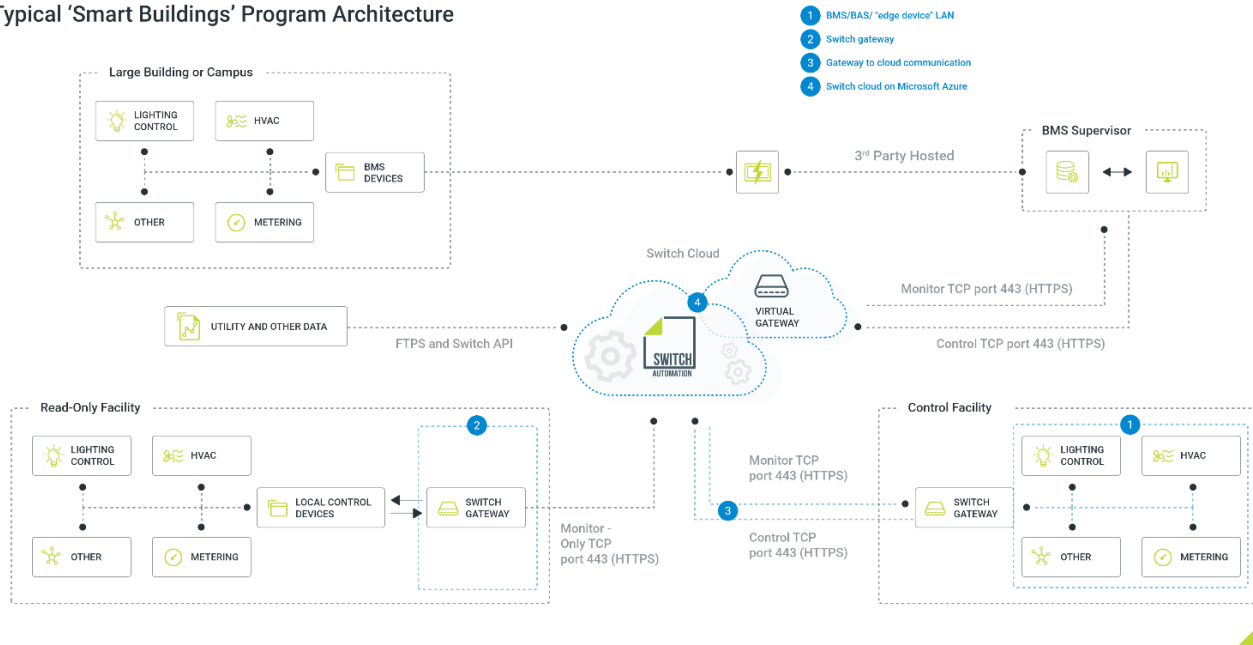 Typical ‘Smart Buildings’ Program Architecture
1 BMS/BAS/ "edge device" LAN
2 Switch gateway
3 Gateway to cloud communication
4 Switch cloud on Microsoft Azure
Large Building or Campus
LIGHTING
CONTROL
HVAC
BMS
DEVICES
OTHER
METERING
3rd Party Hosted
BMS Supervisor
Switch Cloud
4
VIRTUAL
GATEWAY
SWITCH
AUTOMATION
Monitor TCP port 443 (HTTPS)
Control TCP port 443 (HTTPS)
UTILITY AND OTHER DATA
FTPS and Switch API
Read-Only Facility
2
LIGHTING
CONTROL
HVAC
LOCAL CONTROL
DEVICES
SWITCH
GATEWAY
OTHER
METERING
Monitor -
Only TCP
port 443 (HTTPS)
Monitor TCP
port 443 (HTTPS)
3
Control TCP
port 443 (HTTPS)
Control Facility
1
LIGHTING
CONTROL
HVAC
SWITCH
GATEWAY
OTHER
METERING